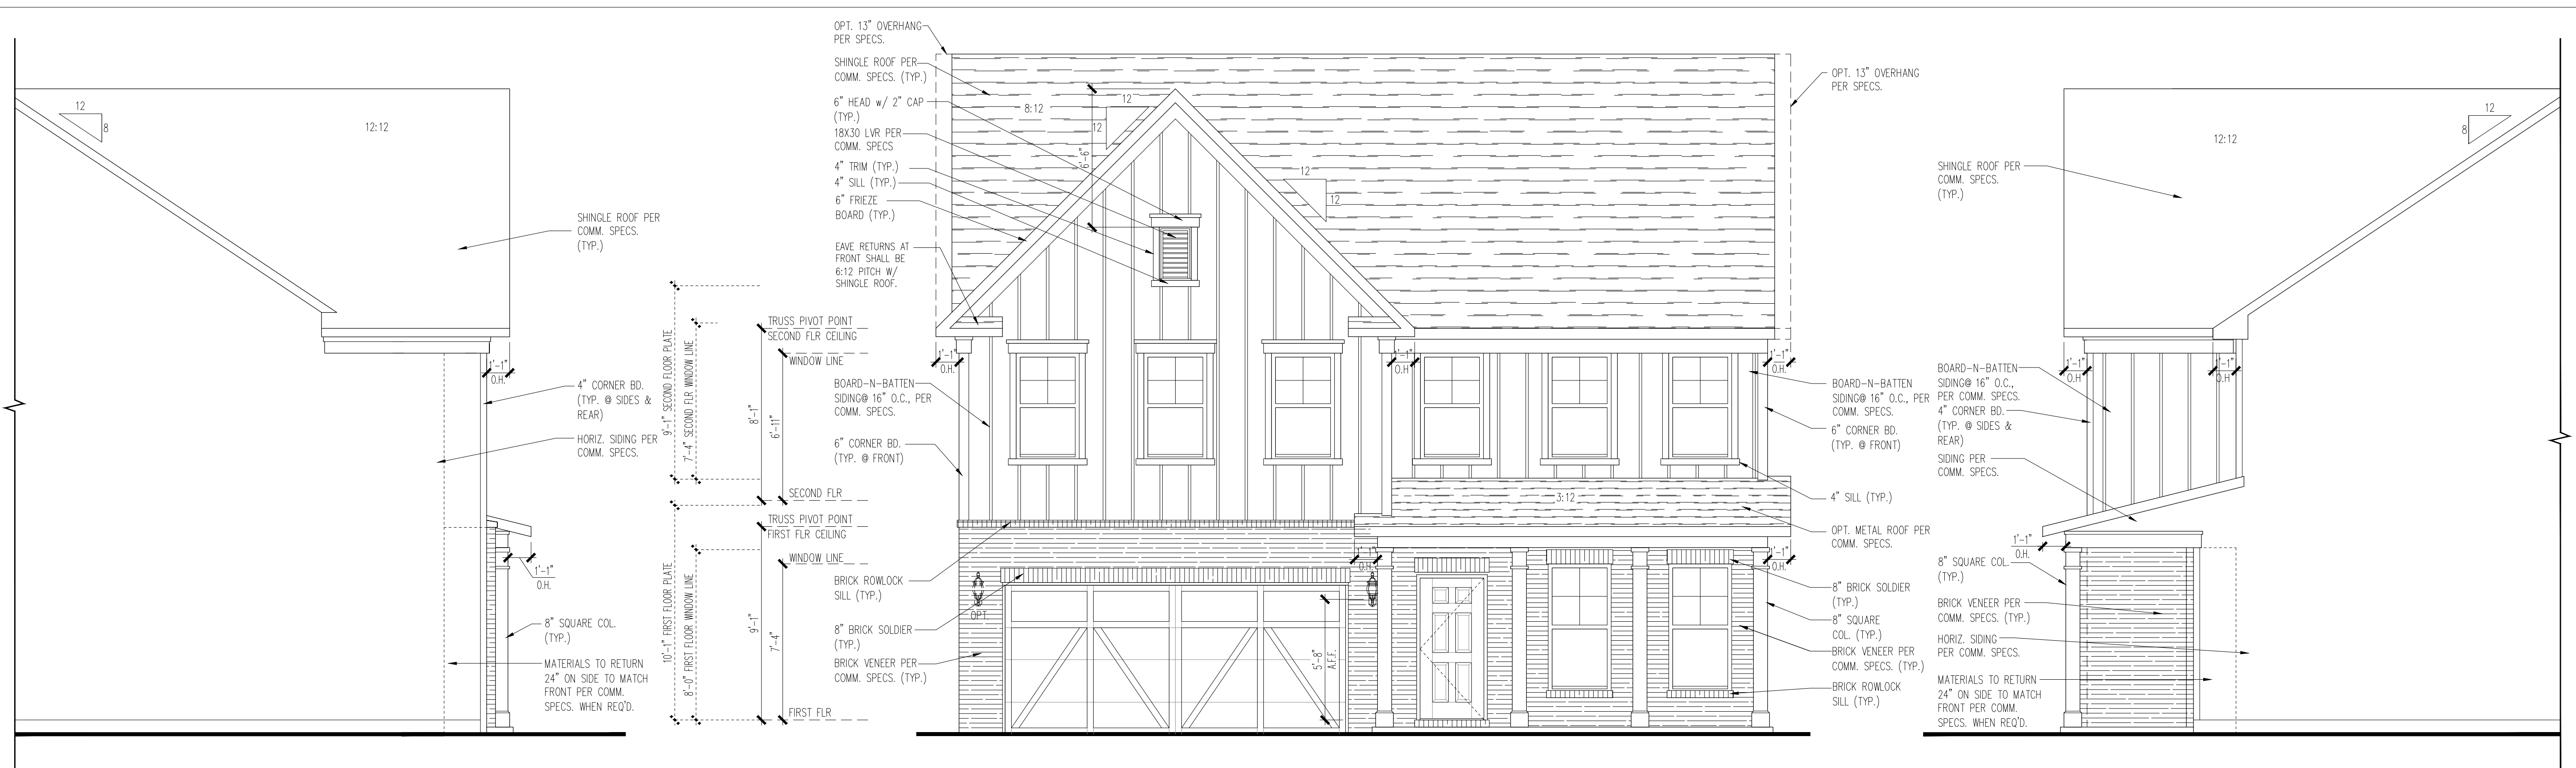 12
8
12:12
SHINGLE ROOF PER
COMM. SPECS.
(TYP.)
1'-1"
O.H.
4" CORNER BD.
(TYP. @ SIDES &
REAR)
HORIZ. SIDING PER
COMM. SPECS.
1'-1"
O.H.
8" SQUARE COL.
(TYP.)
MATERIALS TO RETURN
24" ON SIDE TO MATCH
FRONT PER COMM.
SPECS. WHEN REQ'D.
9'-1" SECOND FLOOR PLATE
7'-4" SECOND FLR WINDOW LINE
8'-1"
6'-11"
TRUSS PIVOT POINT
SECOND FLR CEILING
WINDOW LINE
SECOND FLR
TRUSS PIVOT POINT
FIRST FLR CEILING
WINDOW LINE
10'-1" FIRST FLOOR PLATE
8'-0" FIRST FLOOR WINDOW LINE
9'-1"
7'-4"
FIRST FLR
OPT. 13" OVERHANG
PER SPECS.
SHINGLE ROOF PER
COMM. SPECS. (TYP.)
6" HEAD w/ 2" CAP
(TYP.)
18X30 LVR PER
COMM. SPECS
4" TRIM (TYP.)
4" SILL (TYP.)
6" FRIEZE
BOARD (TYP.)
EAVE RETURNS AT
FRONT SHALL BE
6:12 PITCH W/
SHINGLE ROOF.
BOARD-N-BATTEN
SIDING@ 16" O.C., PER
COMM. SPECS.
6" CORNER BD.
(TYP. @ FRONT)
BRICK ROWLOCK
SILL (TYP.)
8" BRICK SOLDIER
(TYP.)
BRICK VENEER PER
COMM. SPECS. (TYP.)
8:12
12
12
6'-6"
12
12
1'-1"
O.H.
1'-1"
O.H
1'-1"
O.H.
3:12
1'-1"
O.H.
1'-1"
O.H.
OPT.
5'-8"
A.F.F.
OPT. 13" OVERHANG
PER SPECS.
BOARD-N-BATTEN
SIDING@ 16" O.C., PER
COMM. SPECS.
6" CORNER BD.
(TYP. @ FRONT)
4" SILL (TYP.)
OPT. METAL ROOF PER
COMM. SPECS.
8" BRICK SOLDIER
(TYP.)
8" SQUARE
COL. (TYP.)
BRICK VENEER PER
COMM. SPECS. (TYP.)
BRICK ROWLOCK
SILL (TYP.)
12
8
12:12
SHINGLE ROOF PER
COMM. SPECS.
(TYP.)
1'-1"
O.H
1'-1"
O.H
BOARD-N-BATTEN
SIDING@ 16" O.C.,
PER COMM. SPECS.
4" CORNER BD.
(TYP. @ SIDES &
REAR)
SIDING PER
COMM. SPECS.
1'-1"
O.H.
8" SQUARE COL.
(TYP.)
BRICK VENEER PER
COMM. SPECS. (TYP.)
HORIZ. SIDING
PER COMM. SPECS.
MATERIALS TO RETURN
24" ON SIDE TO MATCH
FRONT PER COMM.
SPECS. WHEN REQ'D.